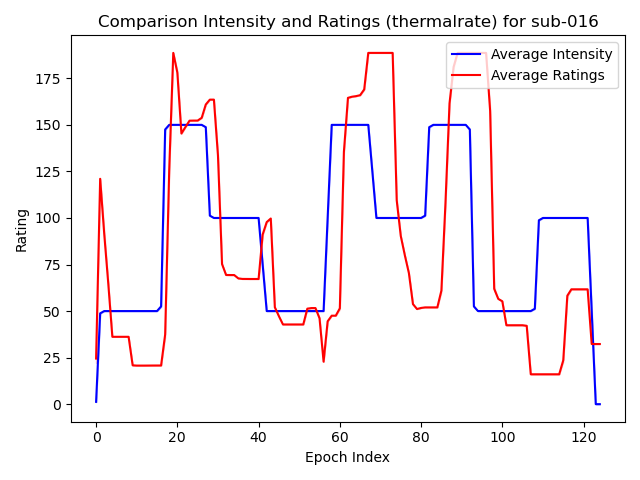 Comparison Intensity and Ratings (thermalrate) for sub-016
Average Intensity
Average Ratings
Rating
175
150
125
100
75
50
25
0
0 20 40 60 80 100 120
Epoch Index